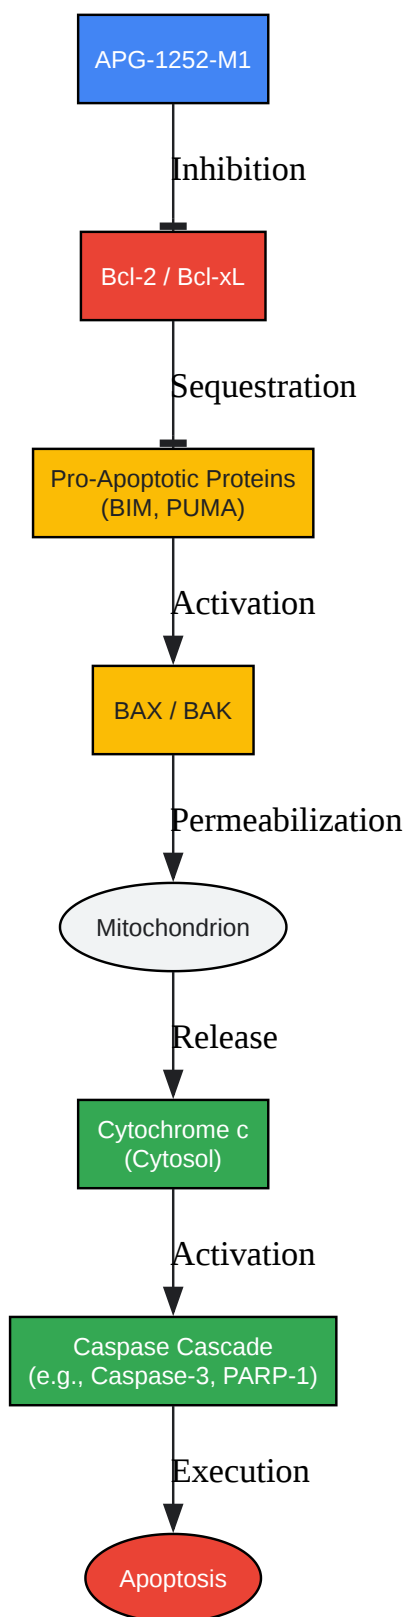 APG-1252-M1
Inhibition
Bcl-2 / Bcl-xL
Sequestration
Pro-Apoptotic Proteins
(BIM, PUMA)
Activation
BAX / BAK
Permeabilization
Mitochondrion
Release
Cytochrome c
(Cytosol)
Activation
Caspase Cascade
(e.g., Caspase-3, PARP-1)
Execution
Apoptosis